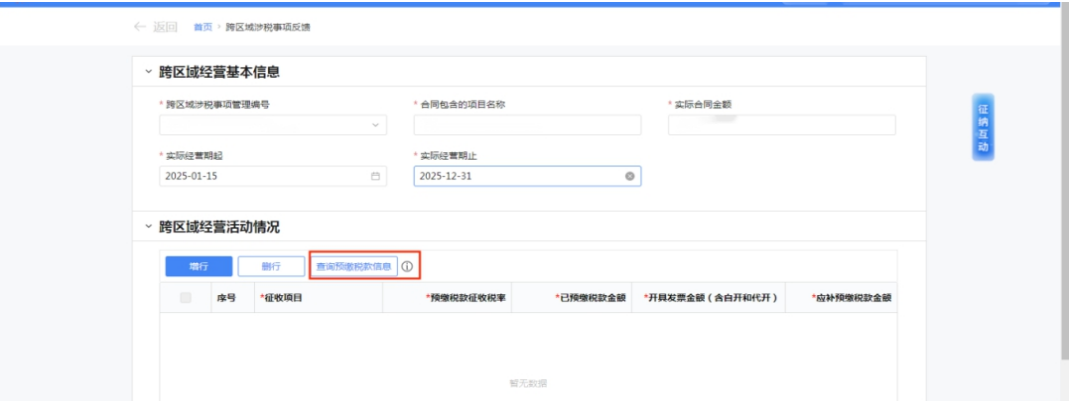 ← 返回 首页 > 跨区域涉税事项反馈
跨区域经营基本信息
* 跨区域涉税事项管理编号 * 合同包含的项目名称 * 实际合同金额
* 实际经营期起 * 实际经营期止
2025-01-15 2025-12-31
征纳互动
跨区域经营活动情况
增行 删行 查询预缴税款信息
序号 *征收项目 *预缴税款征收税率 *已预缴税款金额 *开具发票金额（含自开和代开） *应补预缴税款金额
暂无数据